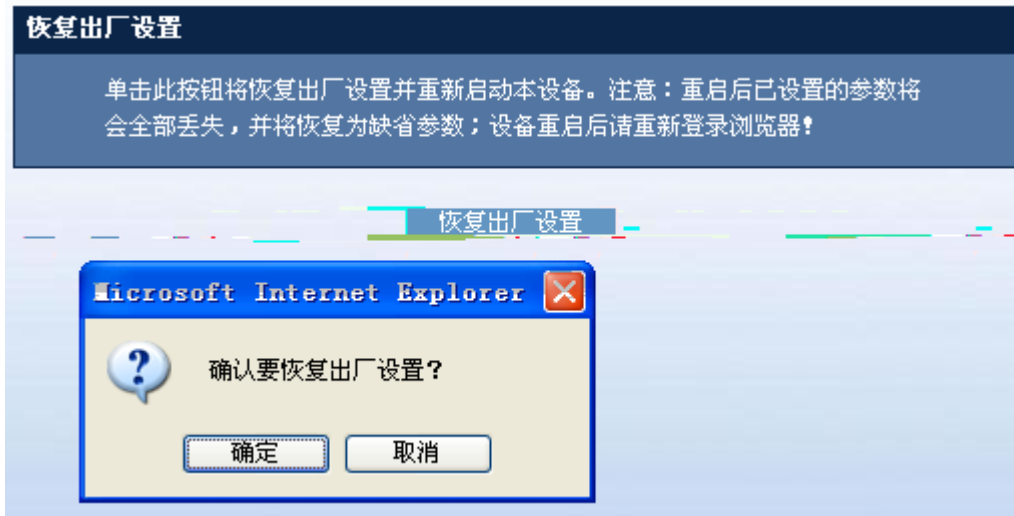 恢复出厂设置
单击此按钮将恢复出厂设置并重新启动本设备。注意：重启后已设置的参数将
会全部丢失，并将恢复为缺省参数；设备重启后请重新登录浏览器！
恢复出厂设置
Microsoft Internet Explorer
确认要恢复出厂设置？
确定
取消